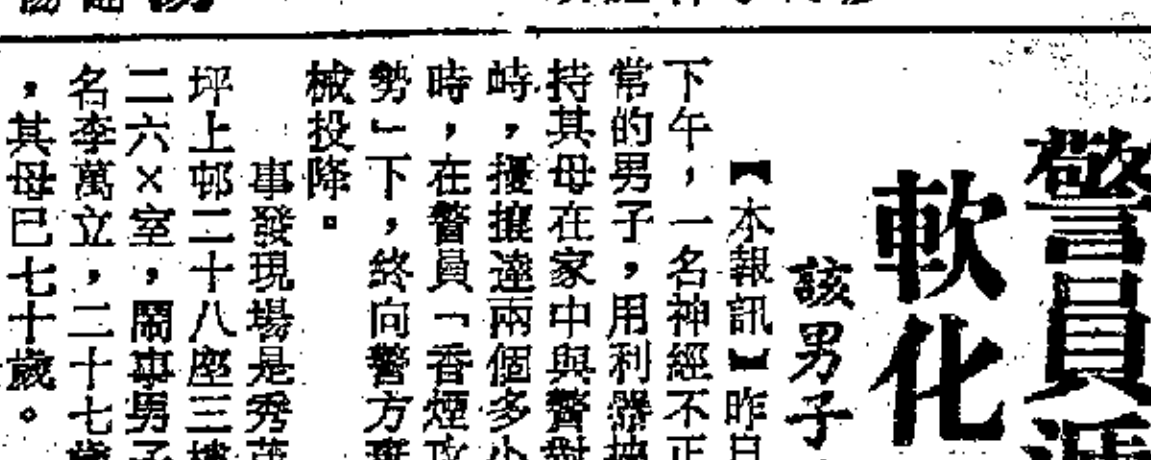 警員
軟化
該男子
【本報訊】昨日
下午，一名神經不正
常的男子，用利器挾
持其母在家中與警對
峙，擾攘達兩個多小
時，在警員「香煙攻
勢」下，終向警方棄
械投降。
事發現場是秀茂
坪上邨二十八座三樓
二六×室，鬧事男子
名李萬立，二十七歲
，其母已七十歲。